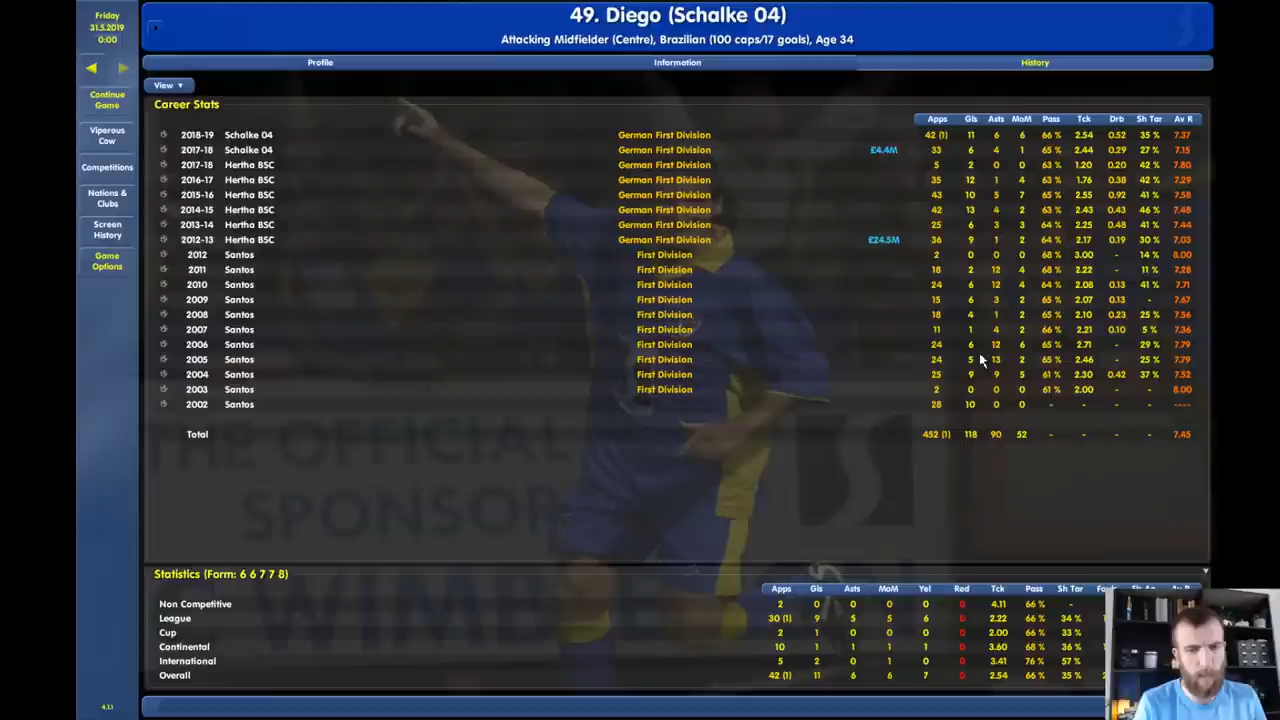 Friday
31.5.2019
0:00
Continue
Game
Viperous
Cow
Competitions
Nations &
Clubs
Screen
History
Game
Options
4.1.1
49. Diego (Schalke 04)
Attacking Midfielder (Centre), Brazilian (100 caps/17 goals), Age 34
Profile Information History
View
Career Stats
Apps Gls Asts MoM Pass Tck Drb Sh Tar Av R
2018-19 Schalke 04 German First Division 42 (1) 11 6 6 66 % 2.54 0.52 35 % 7.37
2017-18 Schalke 04 German First Division £4.4M 33 6 4 1 65 % 2.44 0.29 27 % 7.15
2017-18 Hertha BSC German First Division 5 2 0 0 63 % 1.20 0.20 42 % 7.80
2016-17 Hertha BSC German First Division 35 12 1 4 63 % 1.76 0.38 42 % 7.29
2015-16 Hertha BSC German First Division 43 10 5 7 65 % 2.55 0.92 41 % 7.58
2014-15 Hertha BSC German First Division 42 13 4 2 63 % 2.43 0.43 46 % 7.48
2013-14 Hertha BSC German First Division 25 6 3 3 64 % 2.25 0.48 41 % 7.44
2012-13 Hertha BSC German First Division £24.5M 36 9 1 2 64 % 2.17 0.19 30 % 7.03
2012 Santos First Division 2 0 0 0 68 % 3.00 - 14 % 8.00
2011 Santos First Division 18 2 12 4 68 % 2.22 - 11 % 7.28
2010 Santos First Division 24 6 12 4 64 % 2.08 0.13 41 % 7.71
2009 Santos First Division 15 6 3 2 65 % 2.07 0.13 - 7.67
2008 Santos First Division 18 4 1 2 65 % 2.10 0.23 25 % 7.56
2007 Santos First Division 11 1 4 2 66 % 2.21 0.10 5 % 7.36
2006 Santos First Division 24 6 12 6 65 % 2.71 - 29 % 7.79
2005 Santos First Division 24 5 13 2 65 % 2.46 - 25 % 7.79
2004 Santos First Division 25 9 9 5 61 % 2.30 0.42 37 % 7.52
2003 Santos First Division 2 0 0 0 61 % 2.00 - - 8.00
2002 Santos 28 10 0 0 - - - - ----
Total 452 (1) 118 90 52 - - - - 7.45
THE OFFICIAL
SPONSOR
Statistics (Form: 6 6 7 7 8)
Apps Gls Asts MoM Yel Red Tck Pass Sh Tar
Non Competitive 2 0 0 0 0 0 4.11 66 % -
League 30 (1) 9 5 5 6 0 2.22 66 % 34 %
Cup 2 1 0 0 0 0 2.00 66 % 33 %
Continental 10 1 1 1 1 0 3.60 68 % 36 %
International 5 2 0 1 0 0 3.41 76 % 57 %
Overall 42 (1) 11 6 6 7 0 2.54 66 % 35 %